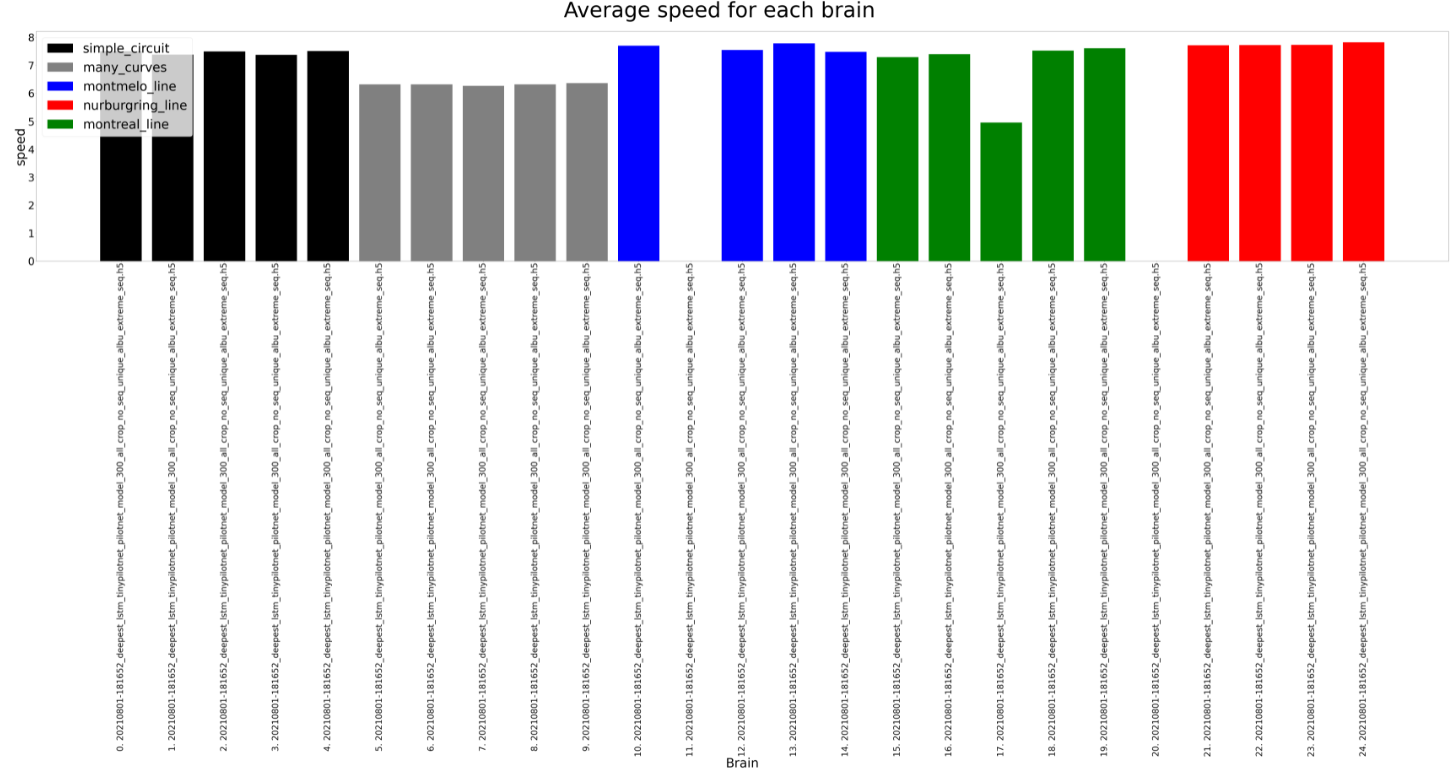 Average speed for each brain
speed
8
7
6
5
4
3
2
1
0
simple_circuit
many_curves
montmelo_line
nurburgring_line
montreal_line
0. 20210801-181652_deepest_lstm_tinypilotnet_pilotnet_model_300_all_crop_no_seq_unique_albu_extreme_seq.h5
1. 20210801-181652_deepest_lstm_tinypilotnet_pilotnet_model_300_all_crop_no_seq_unique_albu_extreme_seq.h5
2. 20210801-181652_deepest_lstm_tinypilotnet_pilotnet_model_300_all_crop_no_seq_unique_albu_extreme_seq.h5
3. 20210801-181652_deepest_lstm_tinypilotnet_pilotnet_model_300_all_crop_no_seq_unique_albu_extreme_seq.h5
4. 20210801-181652_deepest_lstm_tinypilotnet_pilotnet_model_300_all_crop_no_seq_unique_albu_extreme_seq.h5
5. 20210801-181652_deepest_lstm_tinypilotnet_pilotnet_model_300_all_crop_no_seq_unique_albu_extreme_seq.h5
6. 20210801-181652_deepest_lstm_tinypilotnet_pilotnet_model_300_all_crop_no_seq_unique_albu_extreme_seq.h5
7. 20210801-181652_deepest_lstm_tinypilotnet_pilotnet_model_300_all_crop_no_seq_unique_albu_extreme_seq.h5
8. 20210801-181652_deepest_lstm_tinypilotnet_pilotnet_model_300_all_crop_no_seq_unique_albu_extreme_seq.h5
9. 20210801-181652_deepest_lstm_tinypilotnet_pilotnet_model_300_all_crop_no_seq_unique_albu_extreme_seq.h5
10. 20210801-181652_deepest_lstm_tinypilotnet_pilotnet_model_300_all_crop_no_seq_unique_albu_extreme_seq.h5
11. 20210801-181652_deepest_lstm_tinypilotnet_pilotnet_model_300_all_crop_no_seq_unique_albu_extreme_seq.h5
12. 20210801-181652_deepest_lstm_tinypilotnet_pilotnet_model_300_all_crop_no_seq_unique_albu_extreme_seq.h5
13. 20210801-181652_deepest_lstm_tinypilotnet_pilotnet_model_300_all_crop_no_seq_unique_albu_extreme_seq.h5
14. 20210801-181652_deepest_lstm_tinypilotnet_pilotnet_model_300_all_crop_no_seq_unique_albu_extreme_seq.h5
15. 20210801-181652_deepest_lstm_tinypilotnet_pilotnet_model_300_all_crop_no_seq_unique_albu_extreme_seq.h5
16. 20210801-181652_deepest_lstm_tinypilotnet_pilotnet_model_300_all_crop_no_seq_unique_albu_extreme_seq.h5
17. 20210801-181652_deepest_lstm_tinypilotnet_pilotnet_model_300_all_crop_no_seq_unique_albu_extreme_seq.h5
18. 20210801-181652_deepest_lstm_tinypilotnet_pilotnet_model_300_all_crop_no_seq_unique_albu_extreme_seq.h5
19. 20210801-181652_deepest_lstm_tinypilotnet_pilotnet_model_300_all_crop_no_seq_unique_albu_extreme_seq.h5
20. 20210801-181652_deepest_lstm_tinypilotnet_pilotnet_model_300_all_crop_no_seq_unique_albu_extreme_seq.h5
21. 20210801-181652_deepest_lstm_tinypilotnet_pilotnet_model_300_all_crop_no_seq_unique_albu_extreme_seq.h5
22. 20210801-181652_deepest_lstm_tinypilotnet_pilotnet_model_300_all_crop_no_seq_unique_albu_extreme_seq.h5
23. 20210801-181652_deepest_lstm_tinypilotnet_pilotnet_model_300_all_crop_no_seq_unique_albu_extreme_seq.h5
24. 20210801-181652_deepest_lstm_tinypilotnet_pilotnet_model_300_all_crop_no_seq_unique_albu_extreme_seq.h5
Brain